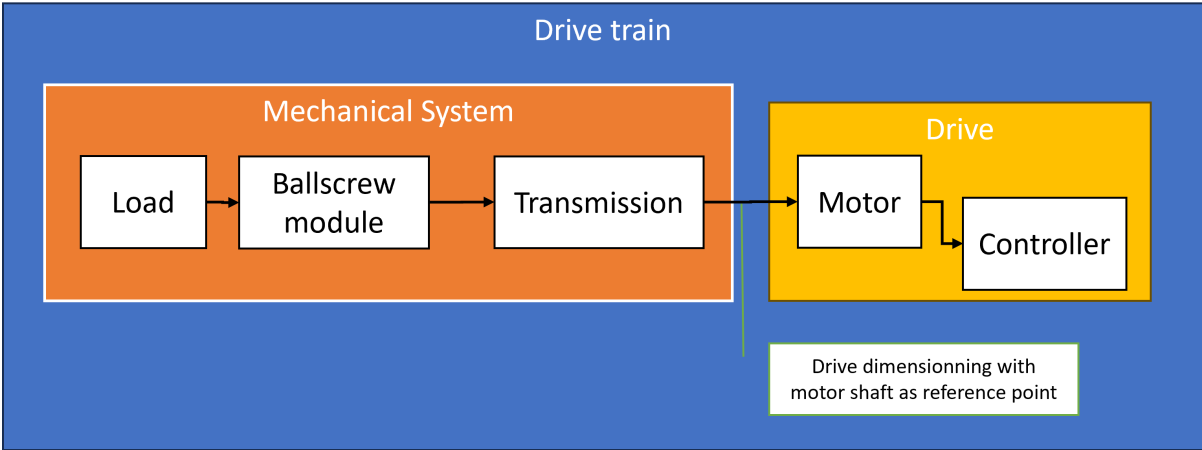 Drive train
Mechanical System
Drive
Load
Ballscrew
module
Transmission
Motor
Controller
Drive dimensionning with
motor shaft as reference point